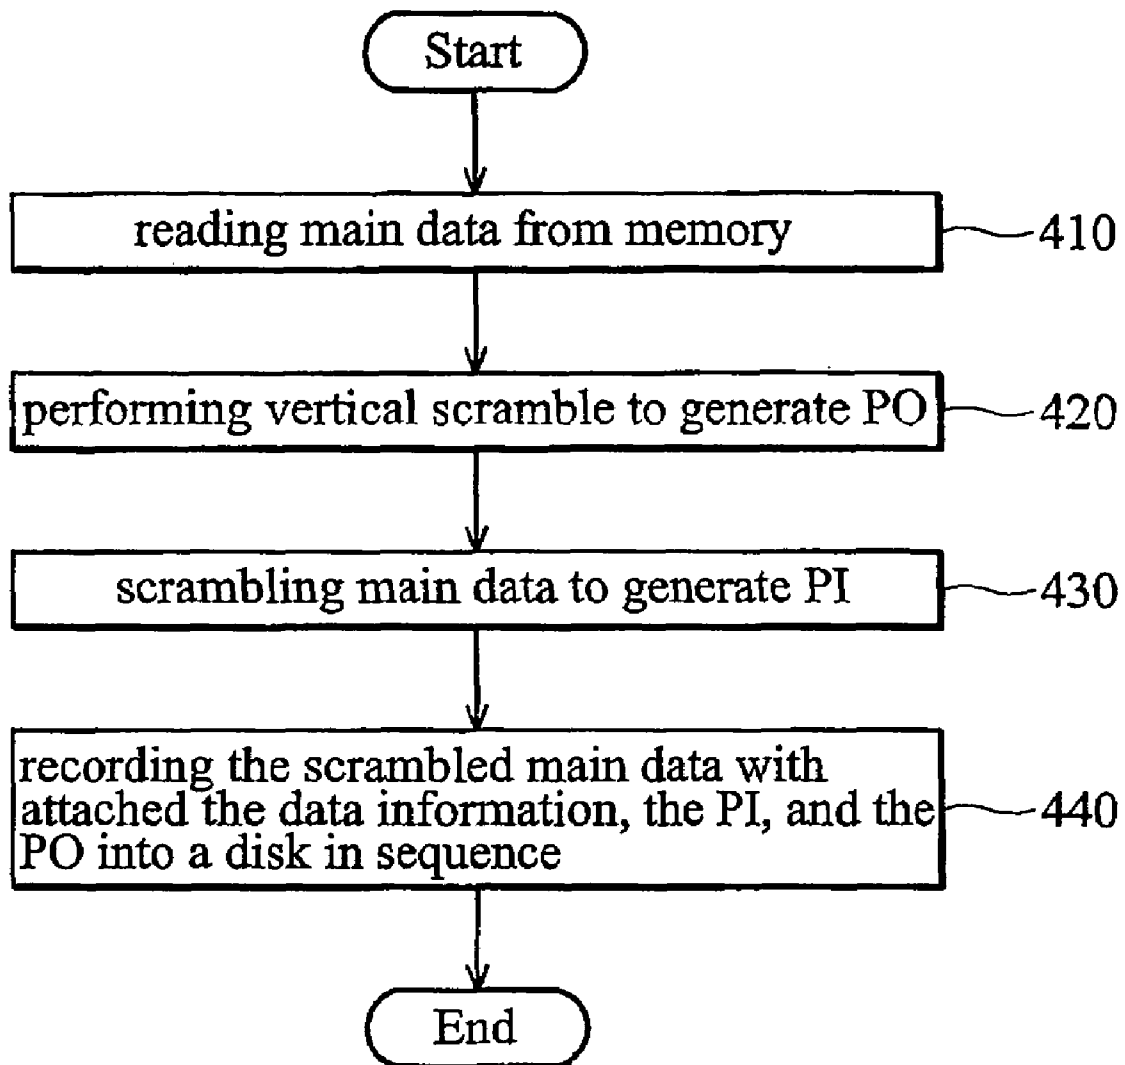 Start
reading main data from memory
410
performing vertical scramble to generate PO
420
scrambling main data to generate PI
430
recording the scrambled main data with
attached the data information, the PI, and the
PO into a disk in sequence
440
End